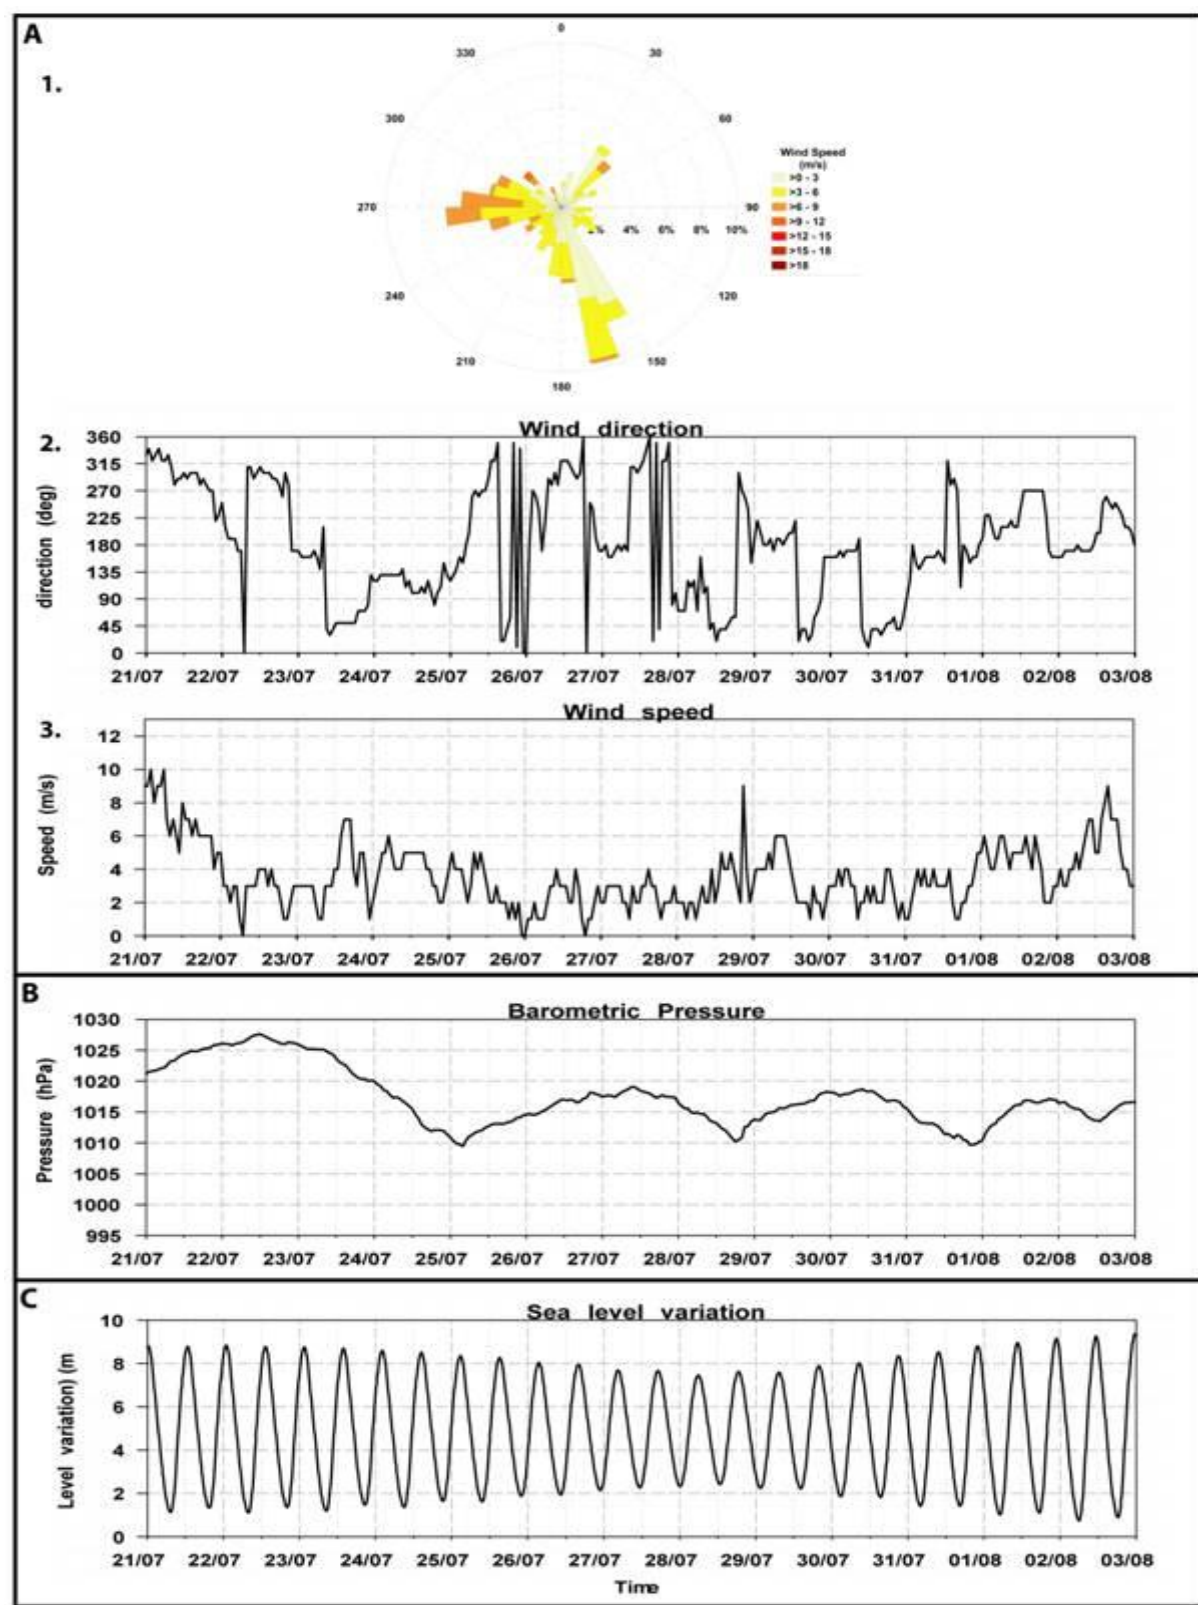 A
1.
0
330 30
300 60
270 90
2% 4% 6% 8% 10%
240 120
210 150
180
Wind Speed
(m/s)
>0 - 3
>3 - 6
>6 - 9
>9 - 12
>12 - 15
>15 - 18
>18
2.
Wind direction
direction (deg)
360
315
270
225
180
135
90
45
0
21/07 22/07 23/07 24/07 25/07 26/07 27/07 28/07 29/07 30/07 31/07 01/08 02/08 03/08
3.
Wind speed
Speed (m/s)
12
10
8
6
4
2
0
21/07 22/07 23/07 24/07 25/07 26/07 27/07 28/07 29/07 30/07 31/07 01/08 02/08 03/08
B
Barometric Pressure
Pressure (hPa)
1030
1025
1020
1015
1010
1005
1000
995
21/07 22/07 23/07 24/07 25/07 26/07 27/07 28/07 29/07 30/07 31/07 01/08 02/08 03/08
C
Sea level variation
Level variation) (m
10
8
6
4
2
0
21/07 22/07 23/07 24/07 25/07 26/07 27/07 28/07 29/07 30/07 31/07 01/08 02/08 03/08
Time